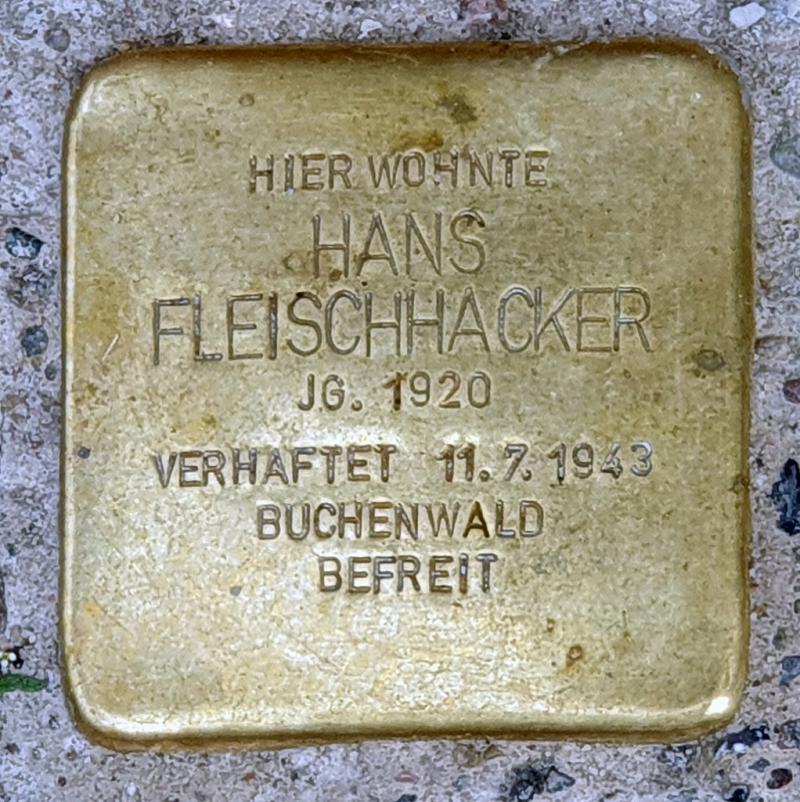 HIER WOHNTE
HANS
FLEISCHHACKER
JG. 1920
VERHAFTET 11.7.1943
BUCHENWALD
BEFREIT